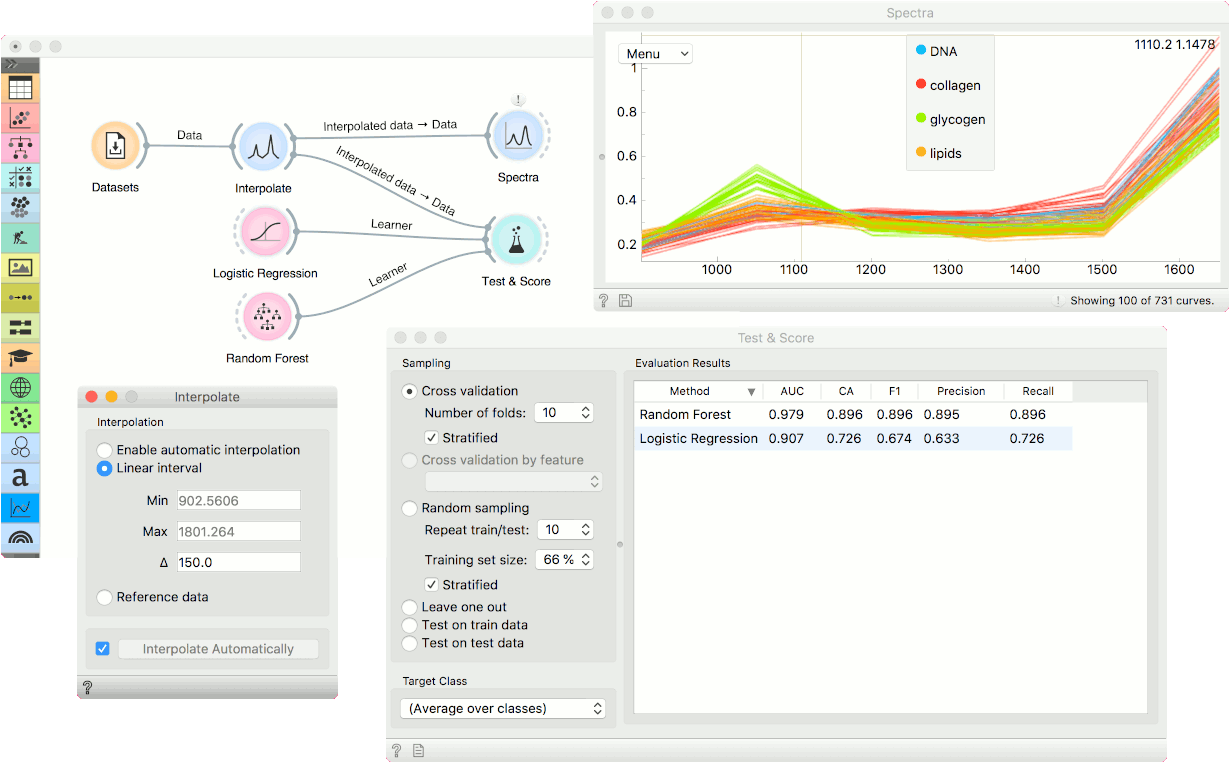 Spectra
Menu
1110.2 1.1478
DNA
collagen
glycogen
lipids
1
0.8
0.6
0.4
0.2
1000
1100
1200
1300
1400
1500
1600
? Showing 100 of 731 curves.
Data
Interpolated data → Data
Datasets
Interpolate
Spectra
Interpolated data → Data
Learner
Logistic Regression
Test & Score
Learner
Random Forest
a
Interpolate
Interpolation
Enable automatic interpolation
Linear interval
Min 902.5606
Max 1801.264
Δ 150.0
Reference data
Interpolate Automatically
?
Test & Score
Sampling
Cross validation
Number of folds: 10
Stratified
Cross validation by feature
Random sampling
Repeat train/test: 10
Training set size: 66 %
Stratified
Leave one out
Test on train data
Test on test data
Target Class
(Average over classes)
Evaluation Results
Method AUC CA F1 Precision Recall
Random Forest 0.979 0.896 0.896 0.895 0.896
Logistic Regression 0.907 0.726 0.674 0.633 0.726
?